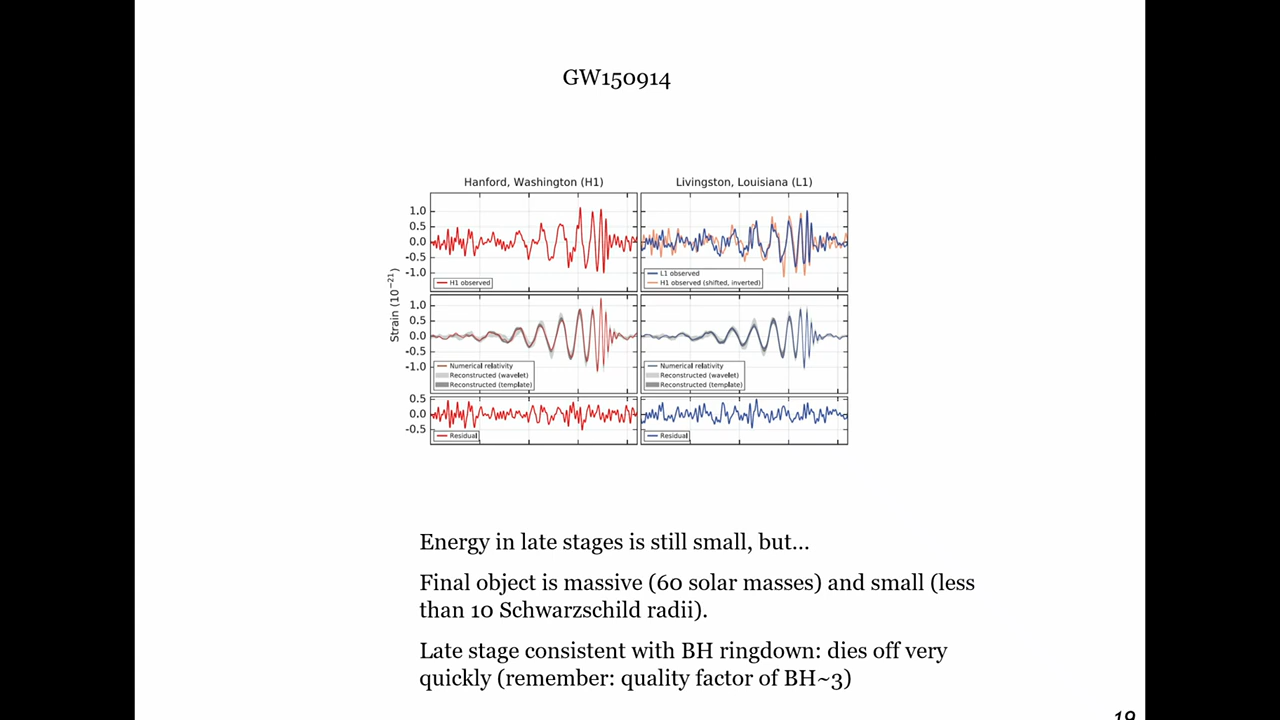 GW150914
Hanford, Washington (H1)
Livingston, Louisiana (L1)
Strain (10⁻²¹)
1.0
0.5
0.0
-0.5
-1.0
H1 observed
L1 observed
H1 observed (shifted, inverted)
1.0
0.5
0.0
-0.5
-1.0
Numerical relativity
Reconstructed (wavelet)
Reconstructed (template)
Numerical relativity
Reconstructed (wavelet)
Reconstructed (template)
0.5
0.0
-0.5
Residual
Residual
Energy in late stages is still small, but...
Final object is massive (60 solar masses) and small (less
than 10 Schwarzschild radii).
Late stage consistent with BH ringdown: dies off very
quickly (remember: quality factor of BH~3)
19